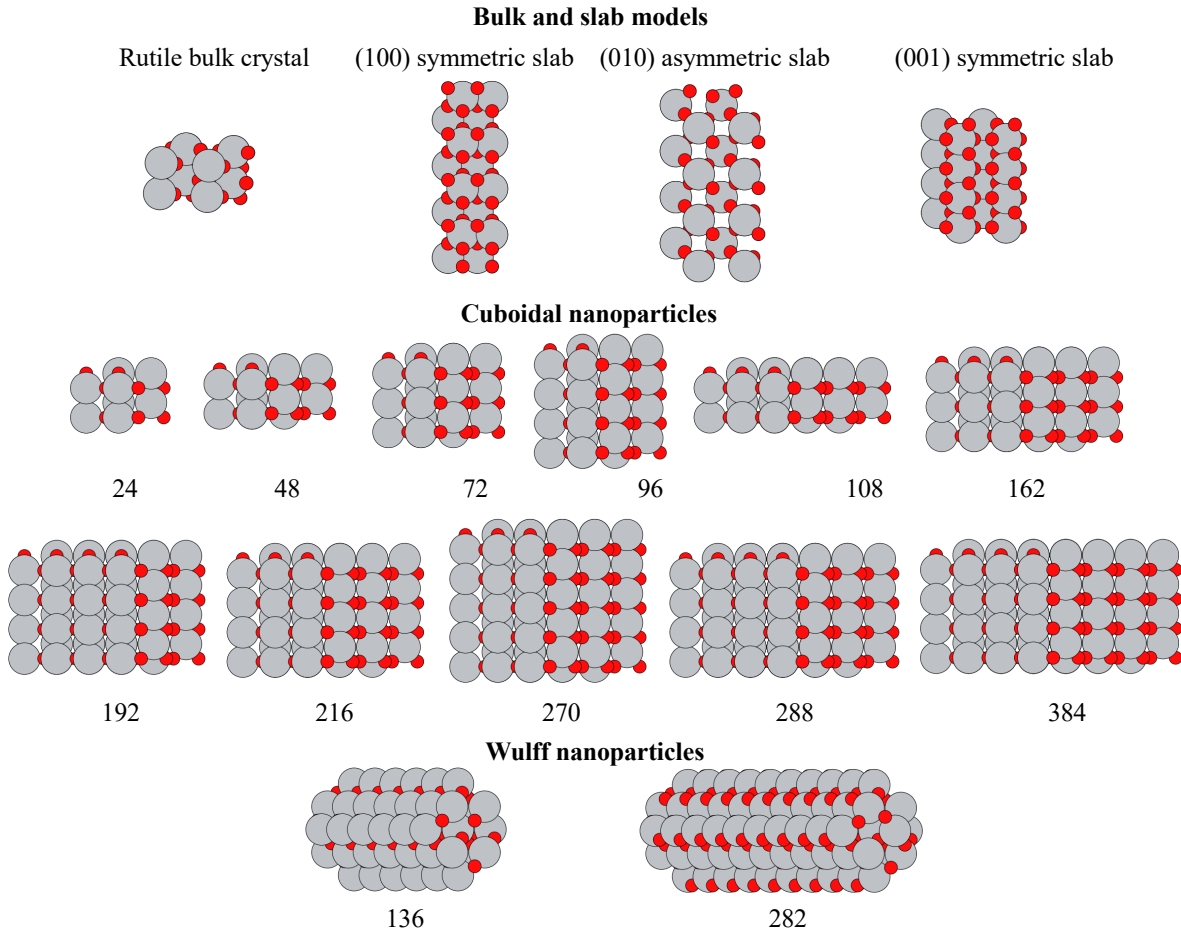 Bulk and slab models
Rutile bulk crystal (100) symmetric slab (010) asymmetric slab (001) symmetric slab
Cuboidal nanoparticles
24 48 72 96 108 162
192 216 270 288 384
Wulff nanoparticles
136 282